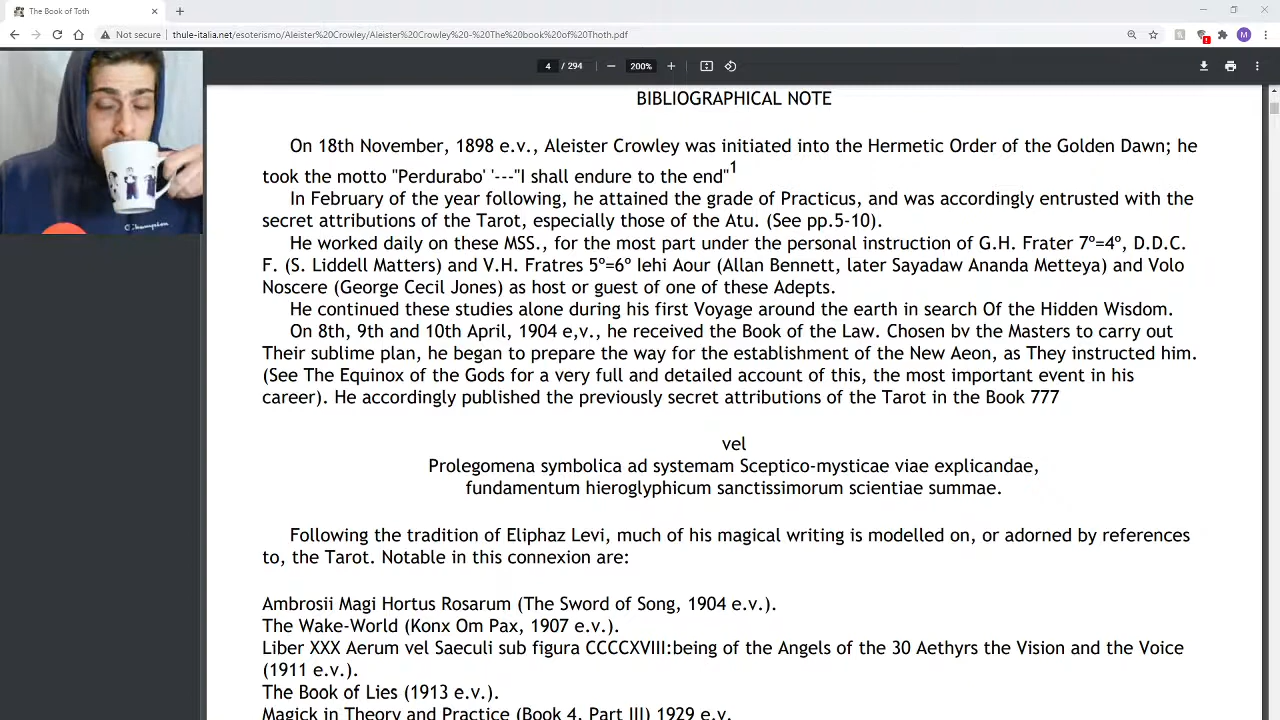 The Book of Toth
Not secure
thule-italia.net/esoterismo/Aleister%20Crowley/Aleister%20Crowley%20-%20The%20book%20of%20Thoth.pdf
M
4 / 294
200%
BIBLIOGRAPHICAL NOTE
On 18th November, 1898 e.v., Aleister Crowley was initiated into the Hermetic Order of the Golden Dawn; he
took the motto "Perdurabo' '---"I shall endure to the end"1
In February of the year following, he attained the grade of Practicus, and was accordingly entrusted with the
secret attributions of the Tarot, especially those of the Atu. (See pp.5-10).
He worked daily on these MSS., for the most part under the personal instruction of G.H. Frater 7º=4º, D.D.C.
F. (S. Liddell Matters) and V.H. Fratres 5º=6º Iehi Aour (Allan Bennett, later Sayadaw Ananda Metteya) and Volo
Noscere (George Cecil Jones) as host or guest of one of these Adepts.
He continued these studies alone during his first Voyage around the earth in search Of the Hidden Wisdom.
On 8th, 9th and 10th April, 1904 e,v., he received the Book of the Law. Chosen bv the Masters to carry out
Their sublime plan, he began to prepare the way for the establishment of the New Aeon, as They instructed him.
(See The Equinox of the Gods for a very full and detailed account of this, the most important event in his
career). He accordingly published the previously secret attributions of the Tarot in the Book 777
vel
Prolegomena symbolica ad systemam Sceptico-mysticae viae explicandae,
fundamentum hieroglyphicum sanctissimorum scientiae summae.
Following the tradition of Eliphaz Levi, much of his magical writing is modelled on, or adorned by references
to, the Tarot. Notable in this connexion are:
Ambrosii Magi Hortus Rosarum (The Sword of Song, 1904 e.v.).
The Wake-World (Konx Om Pax, 1907 e.v.).
Liber XXX Aerum vel Saeculi sub figura CCCCXVIII:being of the Angels of the 30 Aethyrs the Vision and the Voice
(1911 e.v.).
The Book of Lies (1913 e.v.).
Magick in Theory and Practice (Book 4, Part III) 1929 e.v.